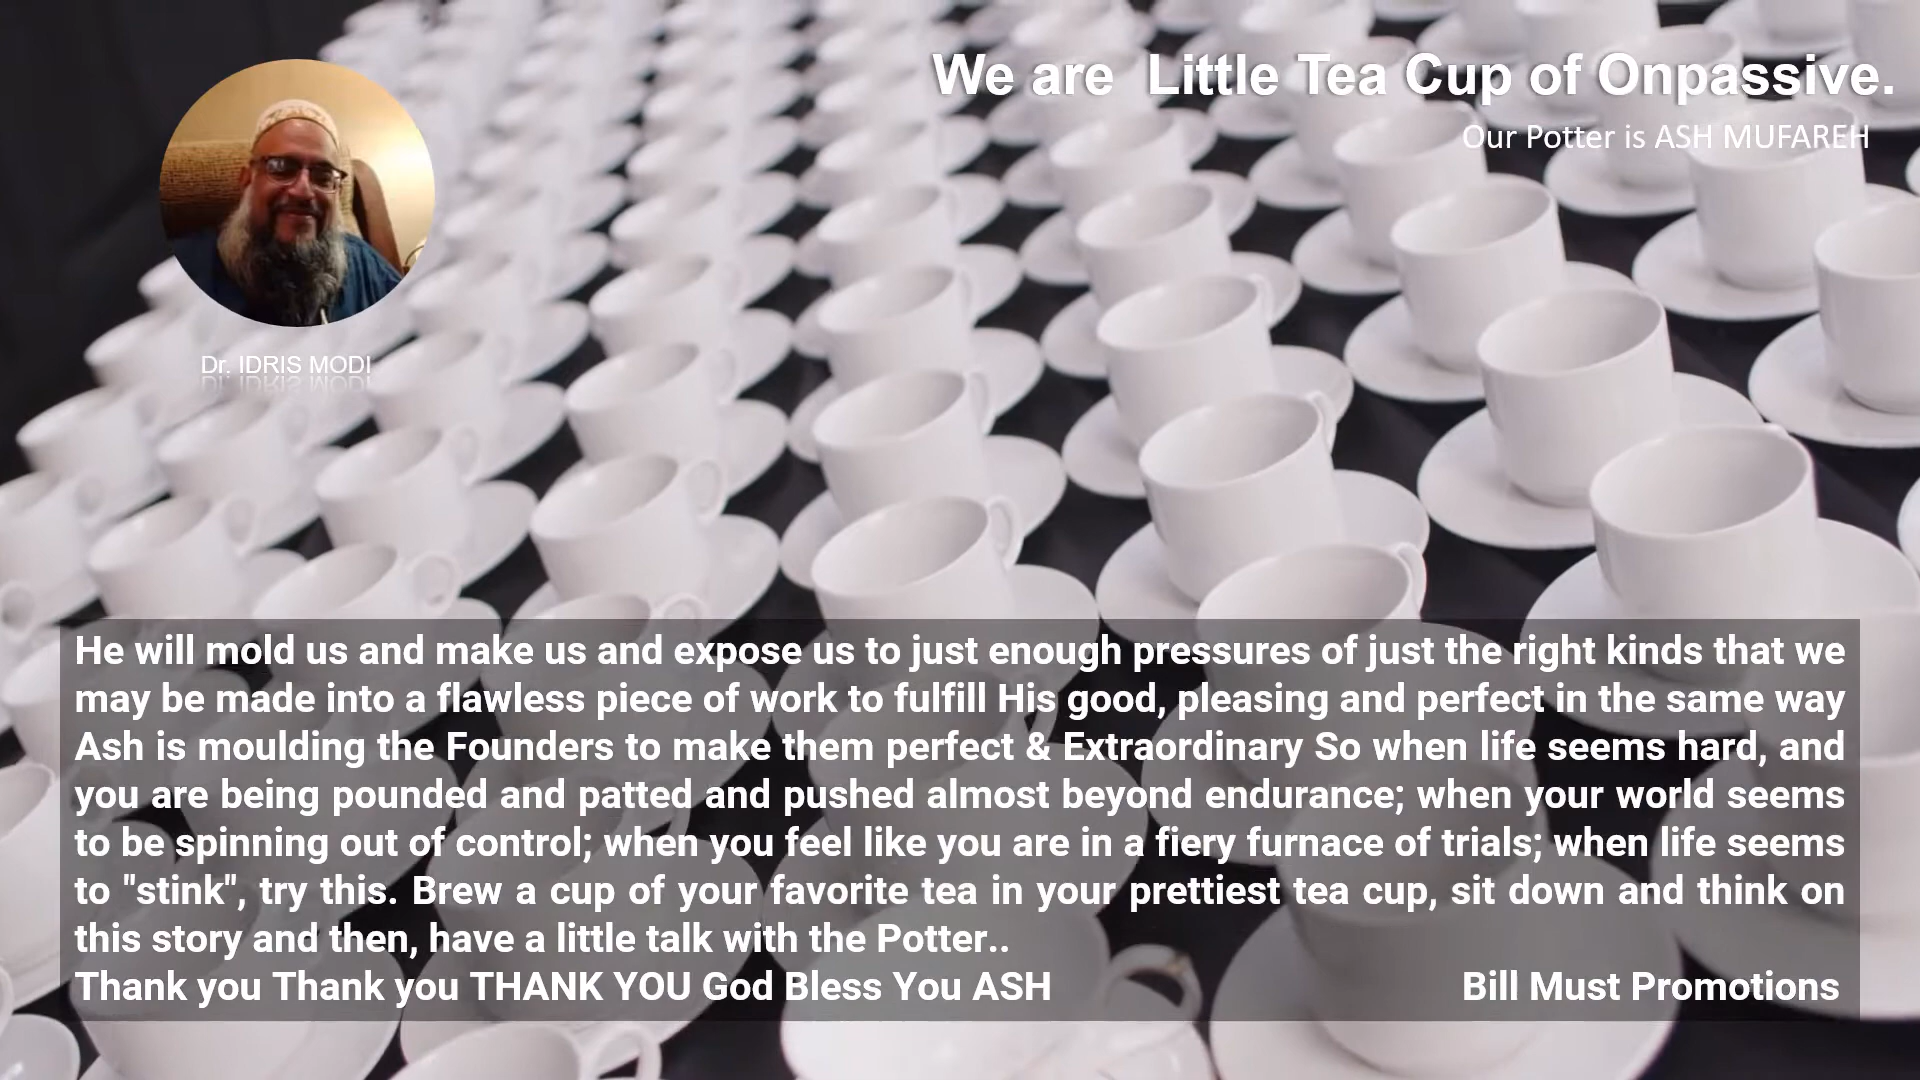 We are  Little Tea Cup of Onpassive.
Our Potter is ASH MUFAREH
Dr. IDRIS MODI
He will mold us and make us and expose us to just enough pressures of just the right kinds that we
may be made into a flawless piece of work to fulfill His good, pleasing and perfect in the same way
Ash is moulding the Founders to make them perfect & Extraordinary So when life seems hard, and
you are being pounded and patted and pushed almost beyond endurance; when your world seems
to be spinning out of control; when you feel like you are in a fiery furnace of trials; when life seems
to "stink", try this. Brew a cup of your favorite tea in your prettiest tea cup, sit down and think on
this story and then, have a little talk with the Potter..
Thank you Thank you THANK YOU God Bless You ASH Bill Must Promotions